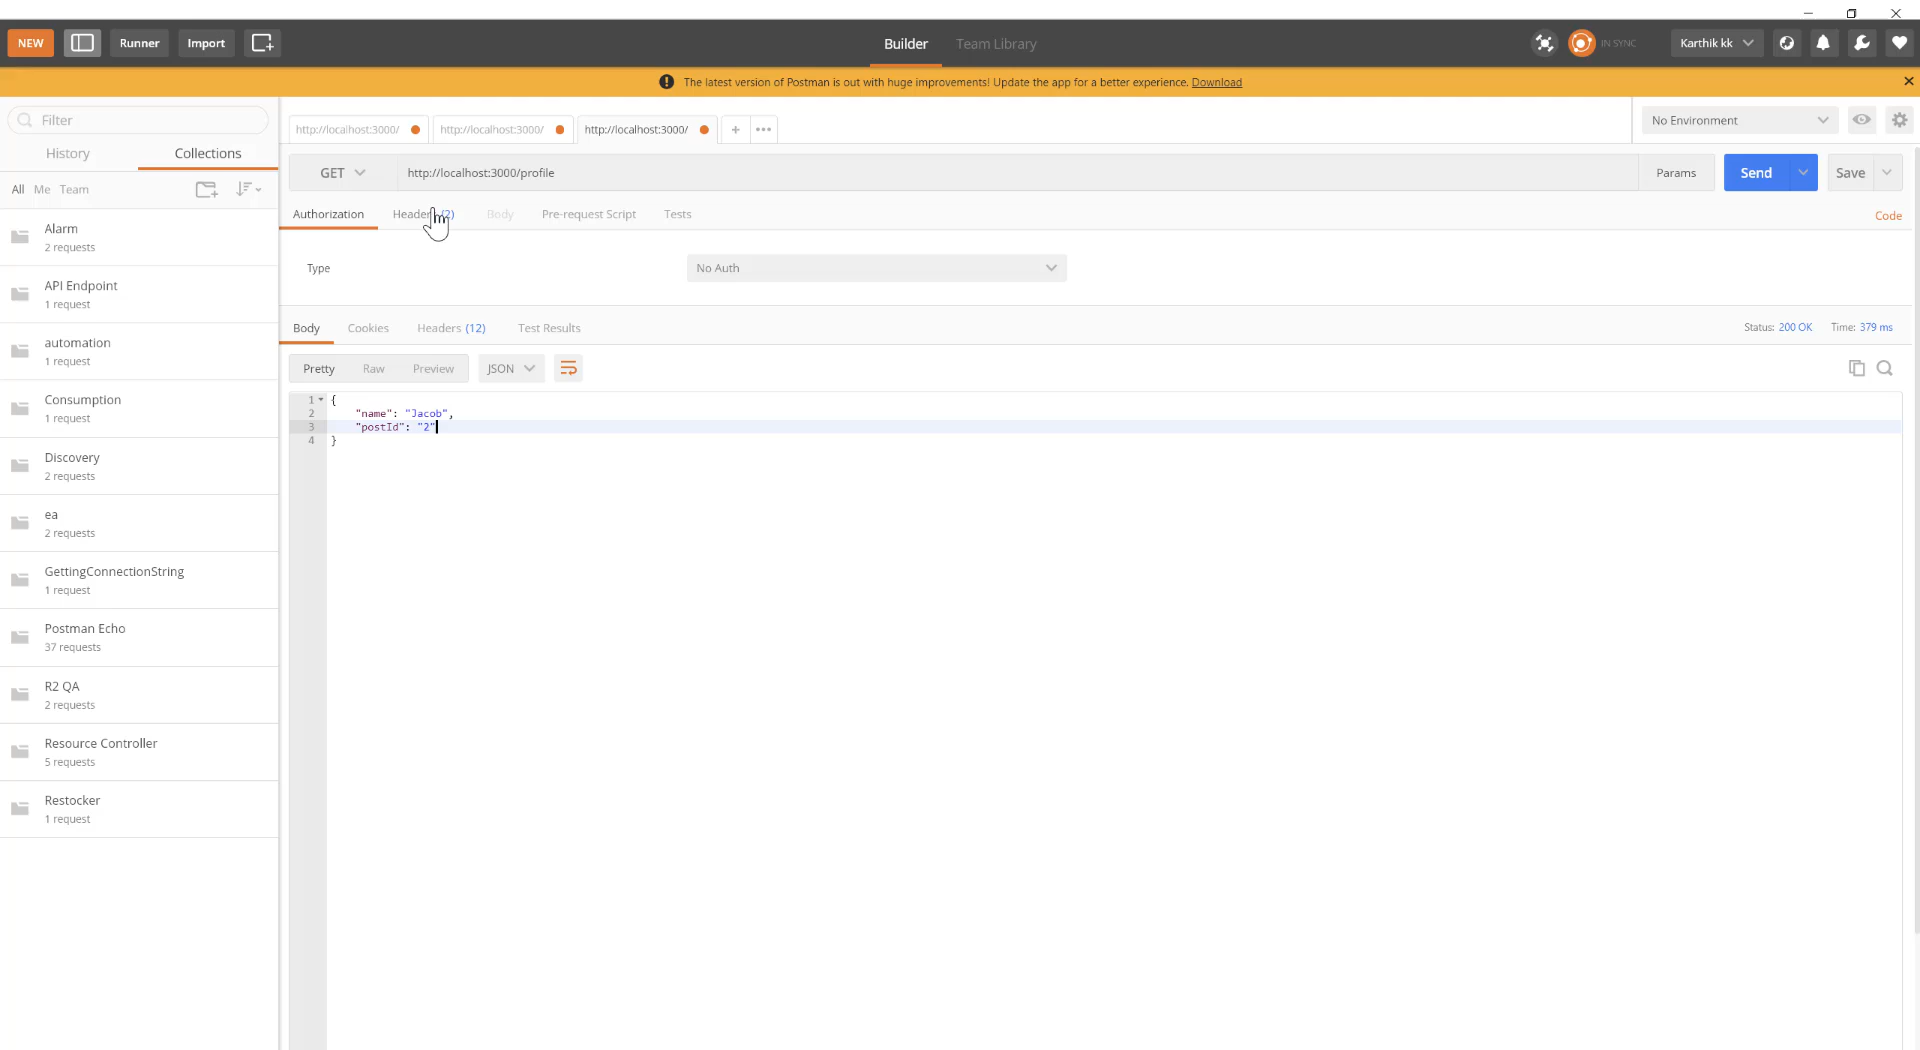 NEW Runner Import Builder Team Library IN SYNC Karthik kk
The latest version of Postman is out with huge improvements! Update the app for a better experience. Download
Filter
History Collections
All Me Team
Alarm
2 requests
API Endpoint
1 request
automation
1 request
Consumption
1 request
Discovery
2 requests
ea
2 requests
GettingConnectionString
1 request
Postman Echo
37 requests
R2 QA
2 requests
Resource Controller
5 requests
Restocker
1 request
http://localhost:3000/ http://localhost:3000/ http://localhost:3000/ + ••• No Environment
GET http://localhost:3000/profile Params Send Save
Authorization Header (2) Body Pre-request Script Tests Code
Type No Auth
Body Cookies Headers (12) Test Results Status: 200 OK Time: 379 ms
Pretty Raw Preview JSON
1 {
2 "name": "Jacob",
3 "postId": "2"
4 }